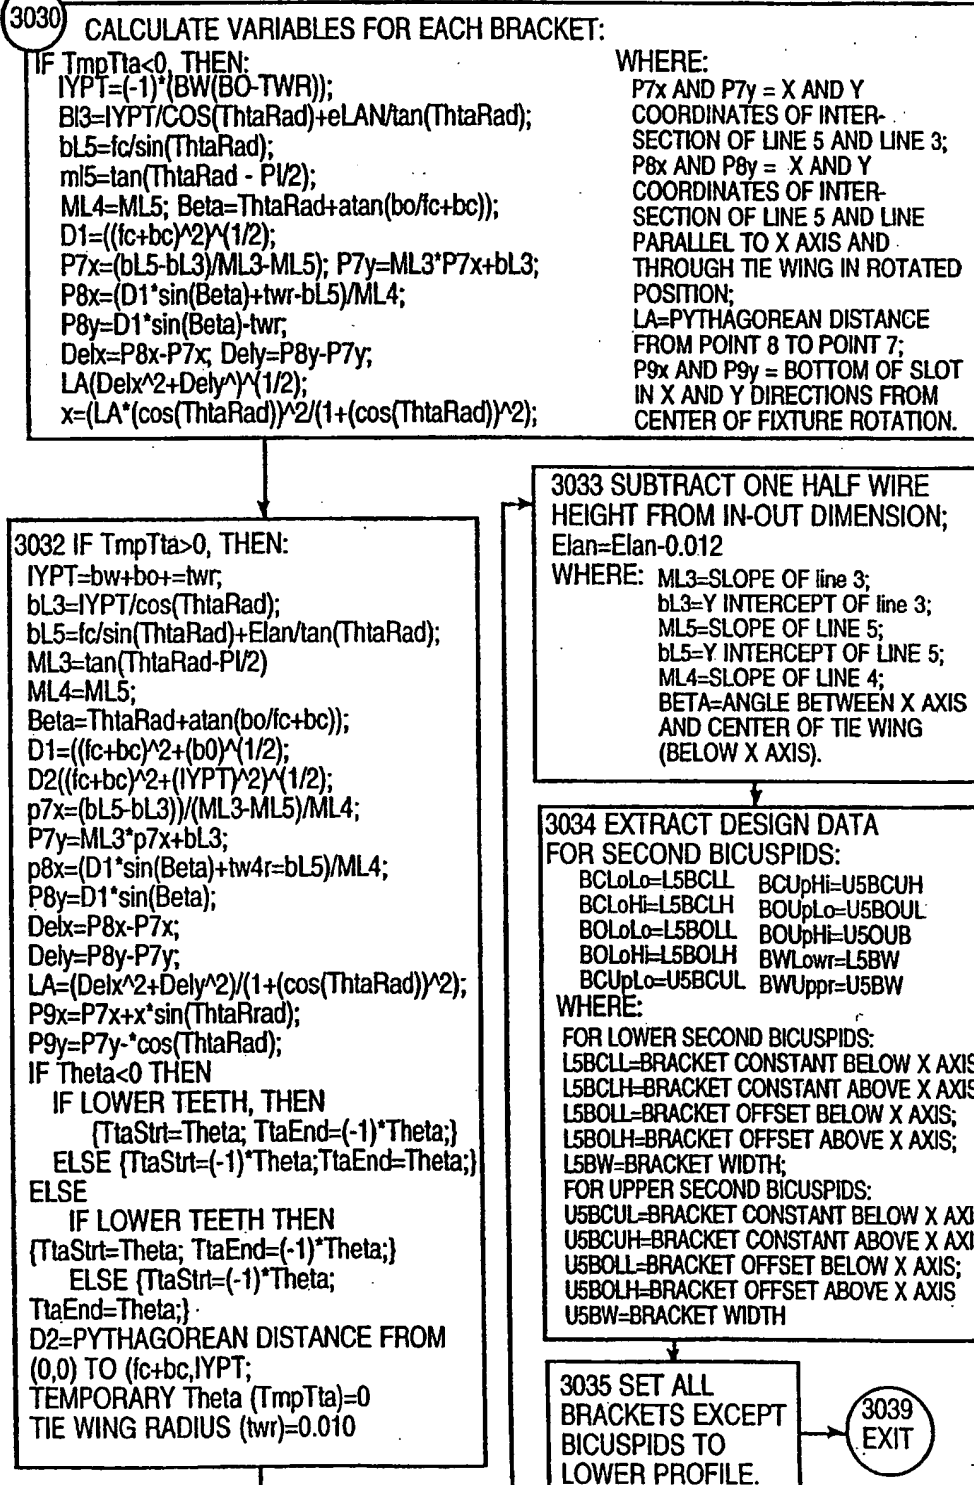 3030
CALCULATE VARIABLES FOR EACH BRACKET:
IF TmpTta<0, THEN:
IYPT=(-1)*(BW(BO-TWR));
Bl3=IYPT/COS(ThtaRad)+eLAN/tan(ThtaRad);
bL5=fc/sin(ThtaRad);
ml5=tan(ThtaRad - PI/2);
ML4=ML5; Beta=ThtaRad+atan(bo/fc+bc));
D1=((fc+bc)^2)^(1/2);
P7x=(bL5-bL3)/ML3-ML5); P7y=ML3*P7x+bL3;
P8x=(D1*sin(Beta)+twr-bL5)/ML4;
P8y=D1*sin(Beta)-twr;
Delx=P8x-P7x; Dely=P8y-P7y;
LA(Delx^2+Dely^)^(1/2);
x=(LA*(cos(ThtaRad))^2/(1+(cos(ThtaRad))^2);
WHERE:
P7x AND P7y = X AND Y
COORDINATES OF INTER-
SECTION OF LINE 5 AND LINE 3;
P8x AND P8y = X AND Y
COORDINATES OF INTER-
SECTION OF LINE 5 AND LINE
PARALLEL TO X AXIS AND
THROUGH TIE WING IN ROTATED
POSITION;
LA=PYTHAGOREAN DISTANCE
FROM POINT 8 TO POINT 7;
P9x AND P9y = BOTTOM OF SLOT
IN X AND Y DIRECTIONS FROM
CENTER OF FIXTURE ROTATION.
3032 IF TmpTta>0, THEN:
IYPT=bw+bo+=twr;
bL3=IYPT/cos(ThtaRad);
bL5=fc/sin(ThtaRad)+Elan/tan(ThtaRad);
ML3=tan(ThtaRad-PI/2)
ML4=ML5;
Beta=ThtaRad+atan(bo/fc+bc));
D1=((fc+bc)^2+(b0)^(1/2);
D2((fc+bc)^2+(IYPT)^2)^(1/2);
p7x=(bL5-bL3))/(ML3-ML5)/ML4;
P7y=ML3*p7x+bL3;
p8x=(D1*sin(Beta)+tw4r=bL5)/ML4;
P8y=D1*sin(Beta);
Delx=P8x-P7x;
Dely=P8y-P7y;
LA=(Delx^2+Dely^2)/(1+(cos(ThtaRad))^2);
P9x=P7x+x*sin(ThtaRrad);
P9y=P7y-*cos(ThtaRad);
IF Theta<0 THEN
IF LOWER TEETH, THEN
{TtaStrt=Theta; TtaEnd=(-1)*Theta;}
ELSE {TtaStrt=(-1)*Theta;TtaEnd=Theta;}
ELSE
IF LOWER TEETH THEN
{TtaStrt=Theta; TtaEnd=(-1)*Theta;}
ELSE {TtaStrt=(-1)*Theta;
TtaEnd=Theta;}
D2=PYTHAGOREAN DISTANCE FROM
(0,0) TO (fc+bc,IYPT;
TEMPORARY Theta (TmpTta)=0
TIE WING RADIUS (twr)=0.010
3033 SUBTRACT ONE HALF WIRE
HEIGHT FROM IN-OUT DIMENSION;
Elan=Elan-0.012
WHERE: ML3=SLOPE OF line 3;
bL3=Y INTERCEPT OF line 3;
ML5=SLOPE OF LINE 5;
bL5=Y INTERCEPT OF LINE 5;
ML4=SLOPE OF LINE 4;
BETA=ANGLE BETWEEN X AXIS
AND CENTER OF TIE WING
(BELOW X AXIS).
3034 EXTRACT DESIGN DATA
FOR SECOND BICUSPIDS:
BCLoLo=L5BCLL BCUpHi=U5BCUH
BCLoHi=L5BCLH BOUpLo=U5BOUL
BOLoLo=L5BOLL BOUpHi=U5OUB
BOLoHi=L5BOLH BWLowr=L5BW
BCUpLo=U5BCUL BWUppr=U5BW
WHERE:
FOR LOWER SECOND BICUSPIDS:
L5BCLL=BRACKET CONSTANT BELOW X AXIS
L5BCLH=BRACKET CONSTANT ABOVE X AXIS
L5BOLL=BRACKET OFFSET BELOW X AXIS;
L5BOLH=BRACKET OFFSET ABOVE X AXIS;
L5BW=BRACKET WIDTH;
FOR UPPER SECOND BICUSPIDS:
U5BCUL=BRACKET CONSTANT BELOW X AXI
U5BCUH=BRACKET CONSTANT ABOVE X AXI
U5BOLL=BRACKET OFFSET BELOW X AXIS;
U5BOLH=BRACKET OFFSET ABOVE X AXIS
U5BW=BRACKET WIDTH
3035 SET ALL
BRACKETS EXCEPT
BICUSPIDS TO
LOWER PROFILE.
3039
EXIT